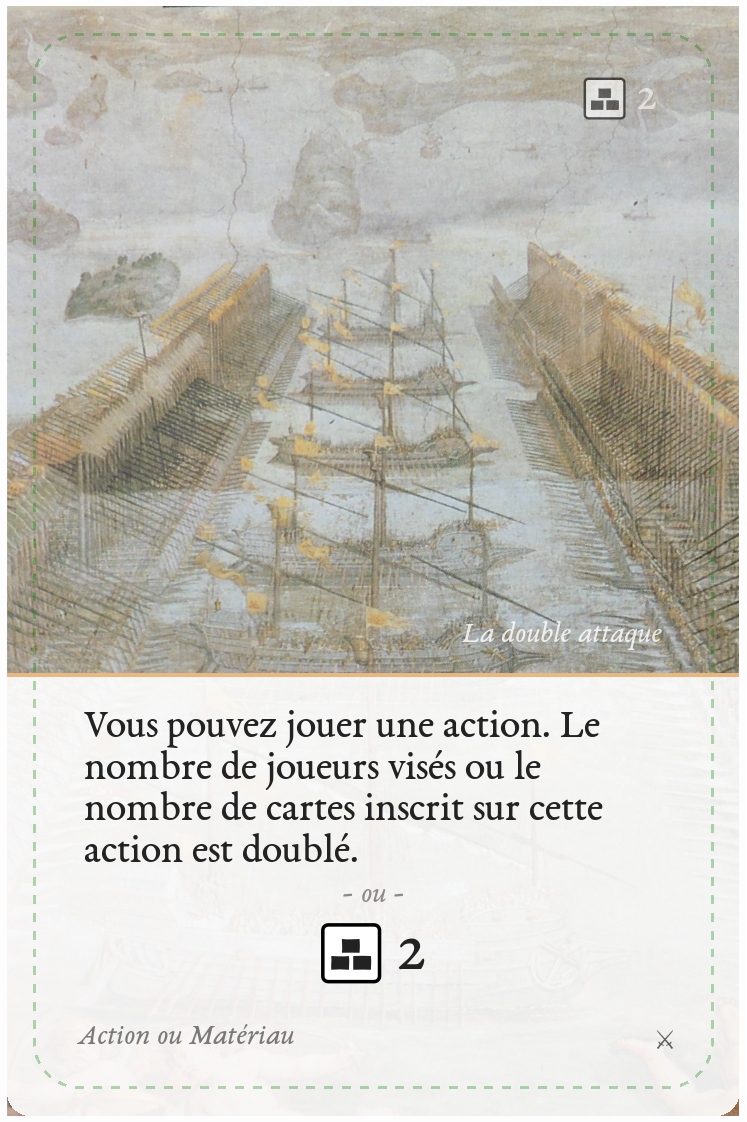 2
La double attaque
Vous pouvez jouer une action. Le
nombre de joueurs visés ou le
nombre de cartes inscrit sur cette
action est doublé.
- ou -
2
Action ou Matériau